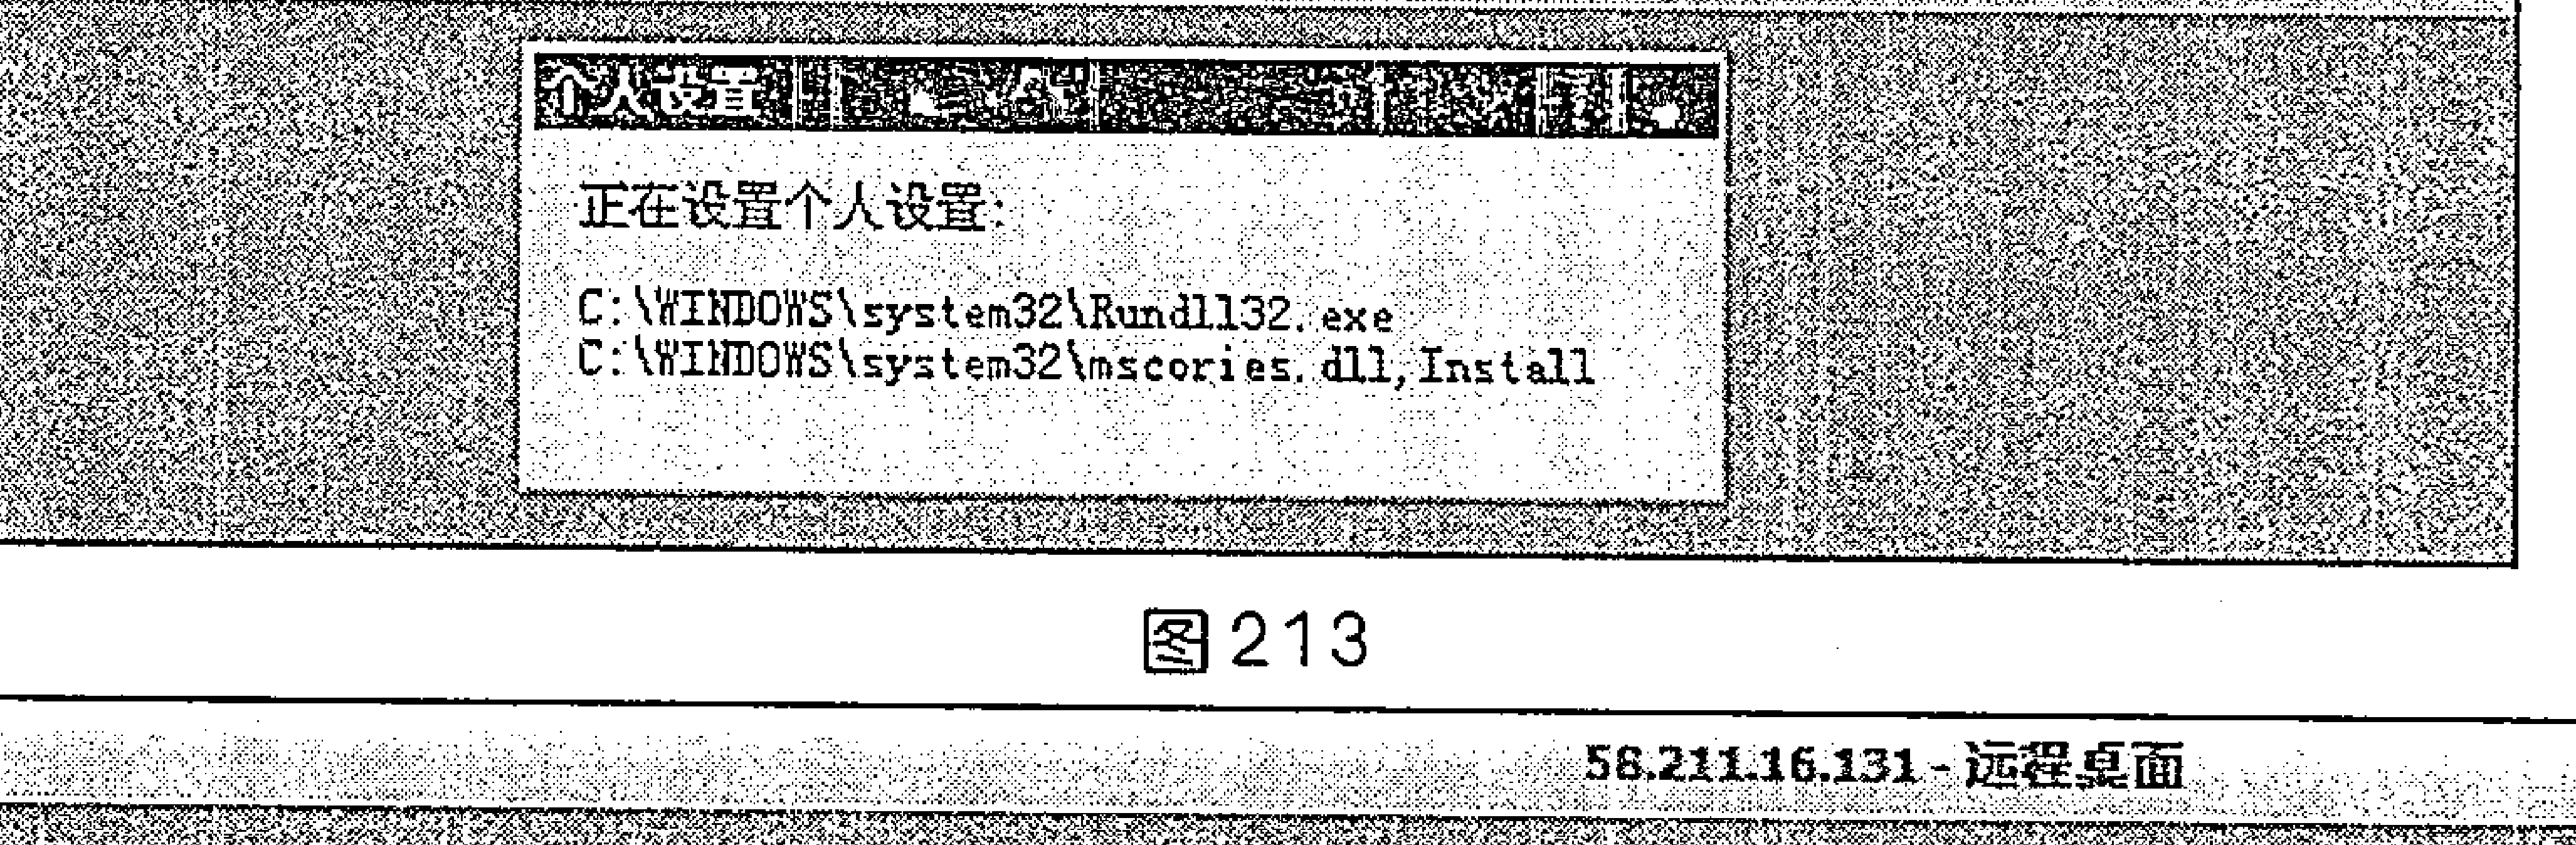 个人设置
正在设置个人设置:
C:\WINDOWS\system32\Rundll32.exe
C:\WINDOWS\system32\mscories.dll,Install
图213
58.211.16.131 - 远程桌面